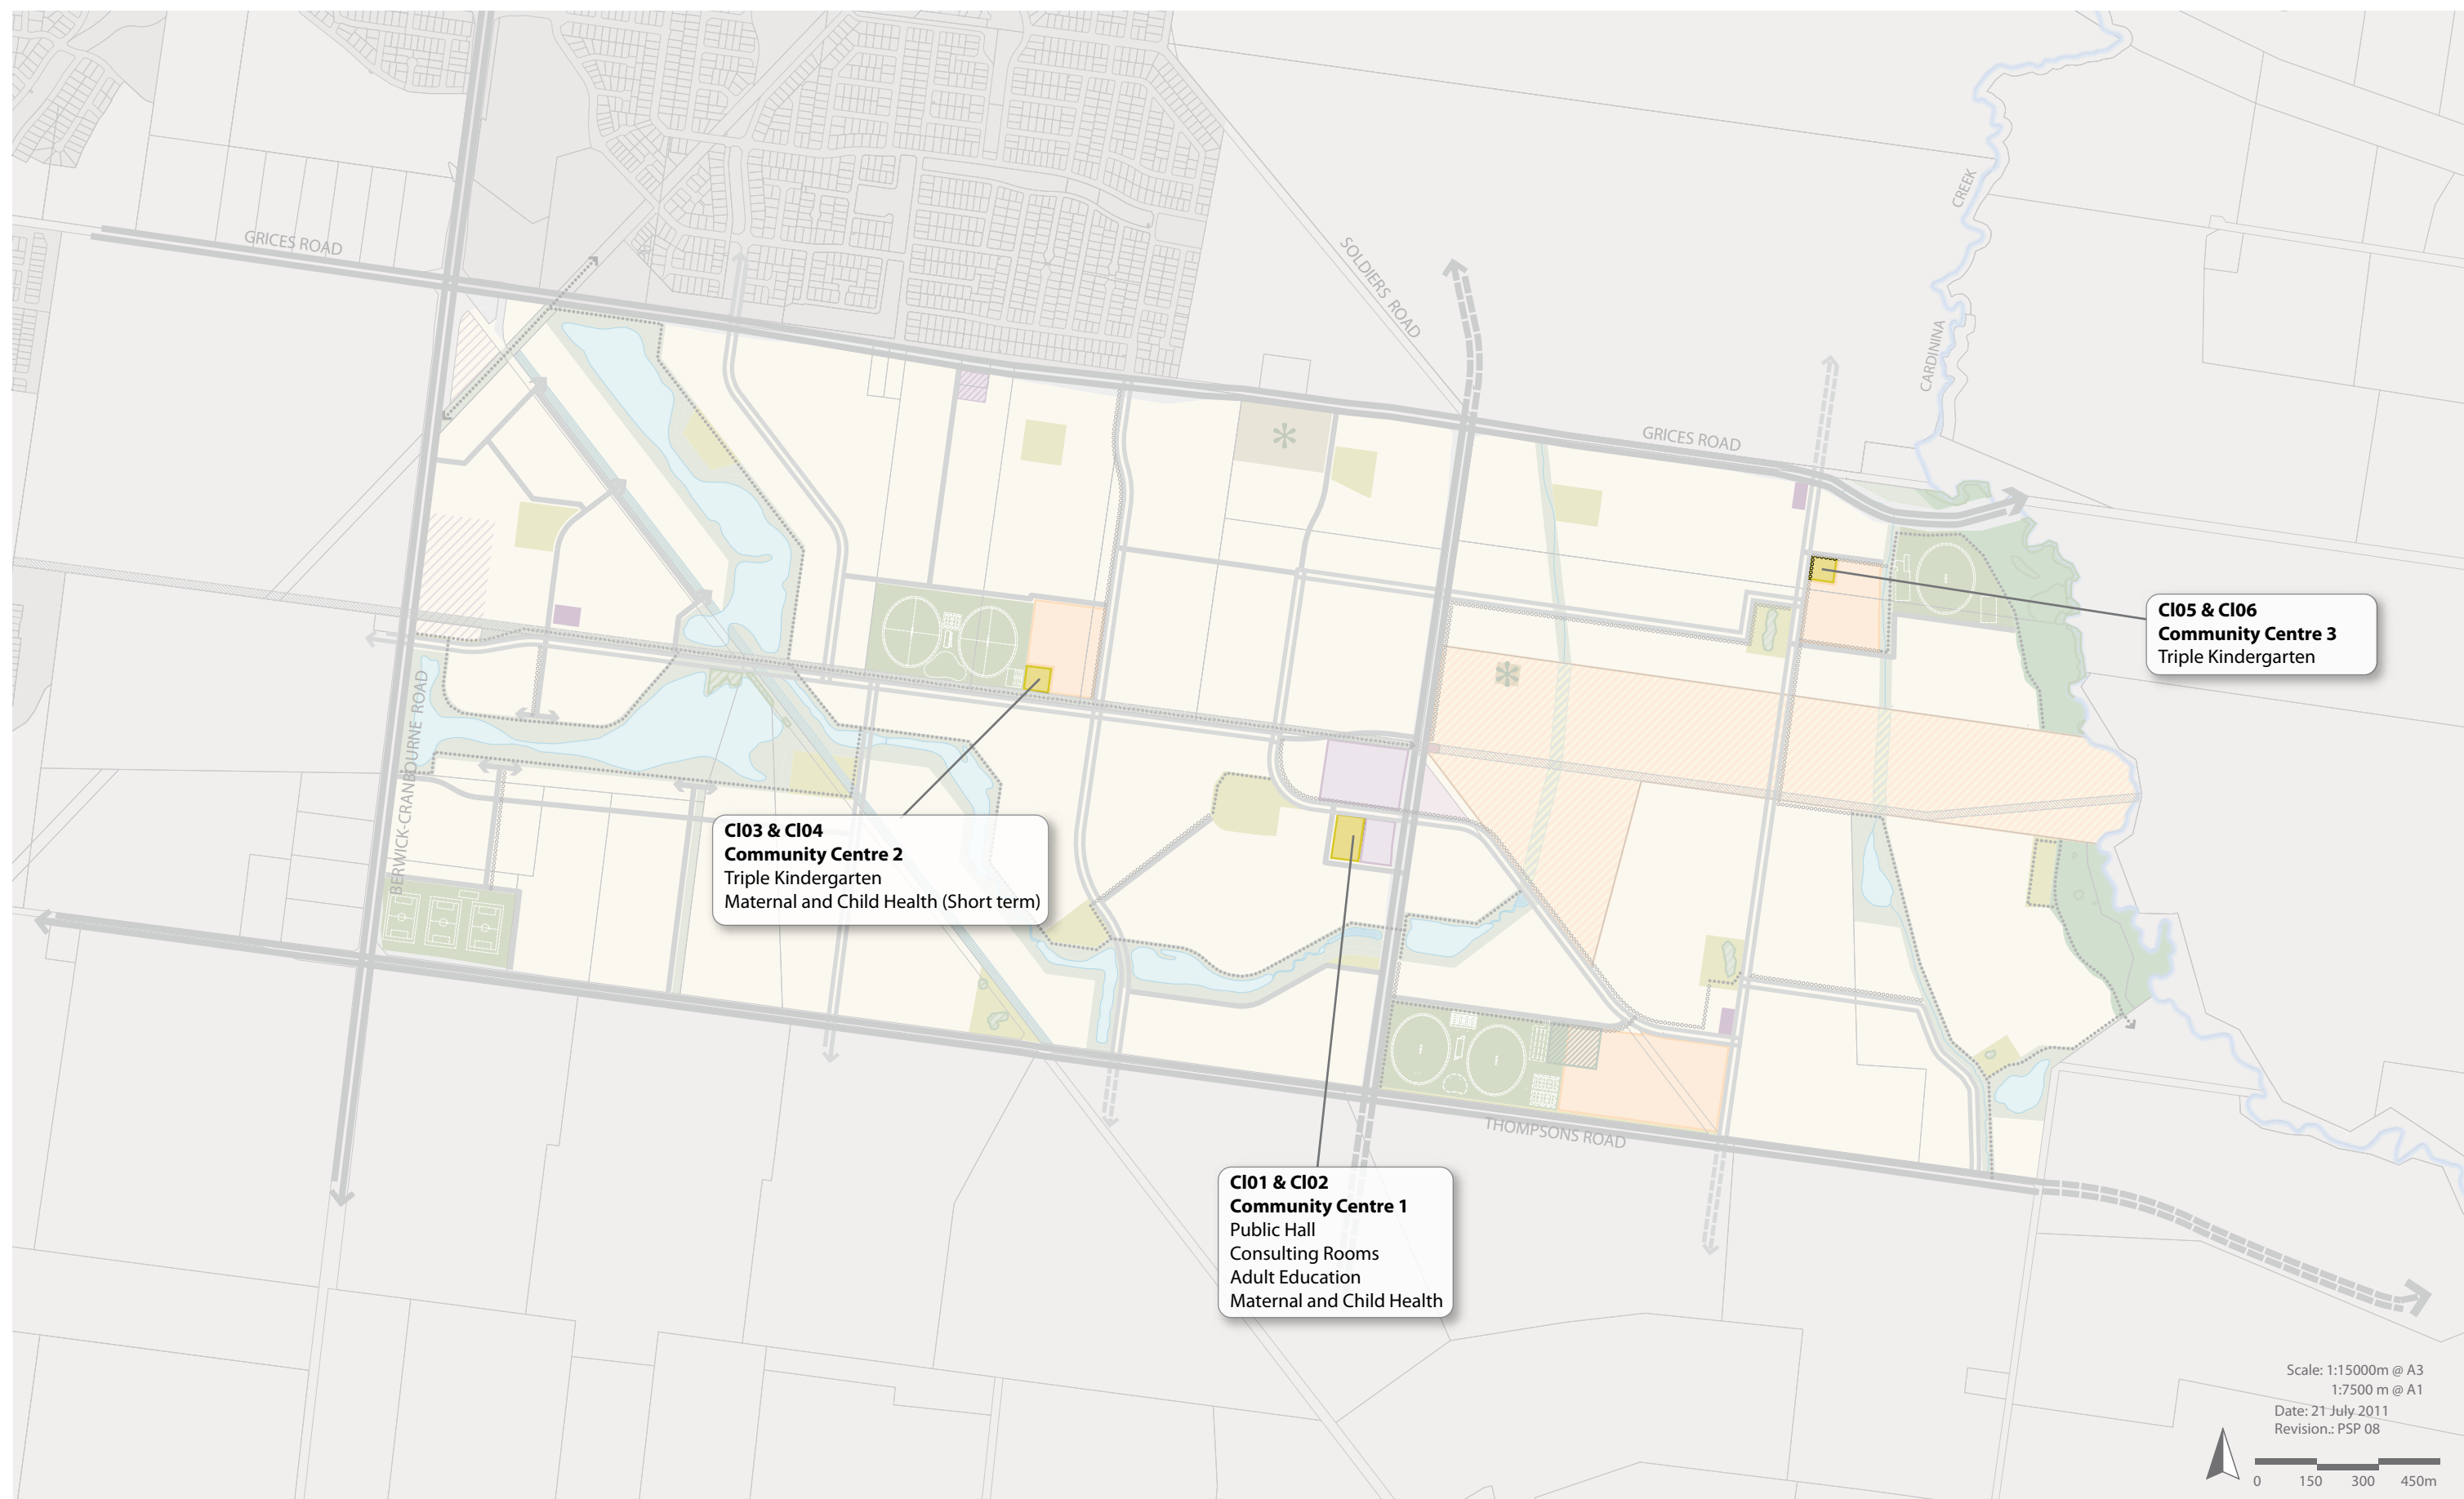 GRICES ROAD
SOLDIERS ROAD
CREEK
CARDININA
GRICES ROAD
CI05 & CI06
Community Centre 3
Triple Kindergarten
BERWICK-CRANBOURNE ROAD
CI03 & CI04
Community Centre 2
Triple Kindergarten
Maternal and Child Health (Short term)
THOMPSONS ROAD
CI01 & CI02
Community Centre 1
Public Hall
Consulting Rooms
Adult Education
Maternal and Child Health
Scale: 1:15000m @ A3
1:7500 m @ A1
Date: 21 July 2011
Revision.: PSP 08
0 150 300 450m